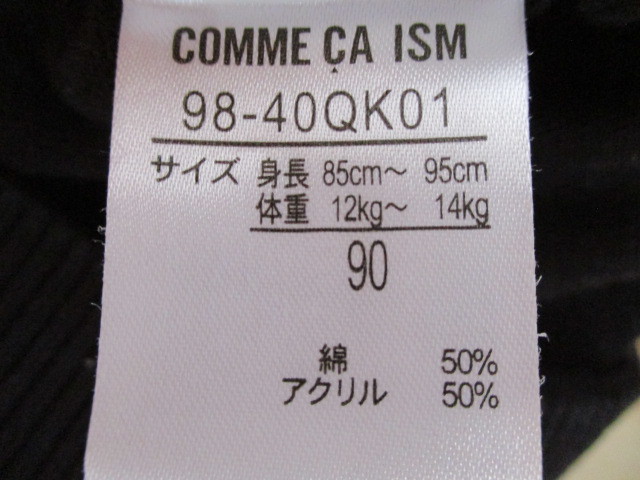 COMME ÇA ISM
98-40QK01
サイズ 身長 85cm～ 95cm
体重 12kg～ 14kg
90
綿 50%
アクリル 50%